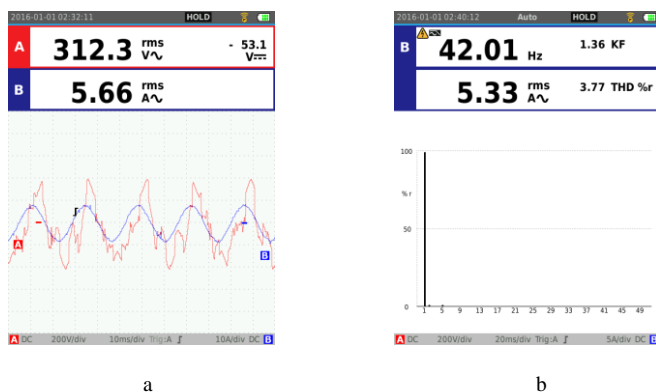 2016-01-01 02:32:11 HOLD
A 312.3 rms V∿ - 53.1 V⎓
B 5.66 rms A∿
A
B
A DC 200V/div 10ms/div Trig:A ʃ 10A/div DC B
a
2016-01-01 02:40:12 Auto HOLD
B 42.01 Hz 1.36 KF
5.33 rms A∿ 3.77 THD %r
100
%r
50
0
1 5 9 13 17 21 25 29 33 37 41 45 49
A DC 200V/div 20ms/div Trig:A ʃ 5A/div DC B
b